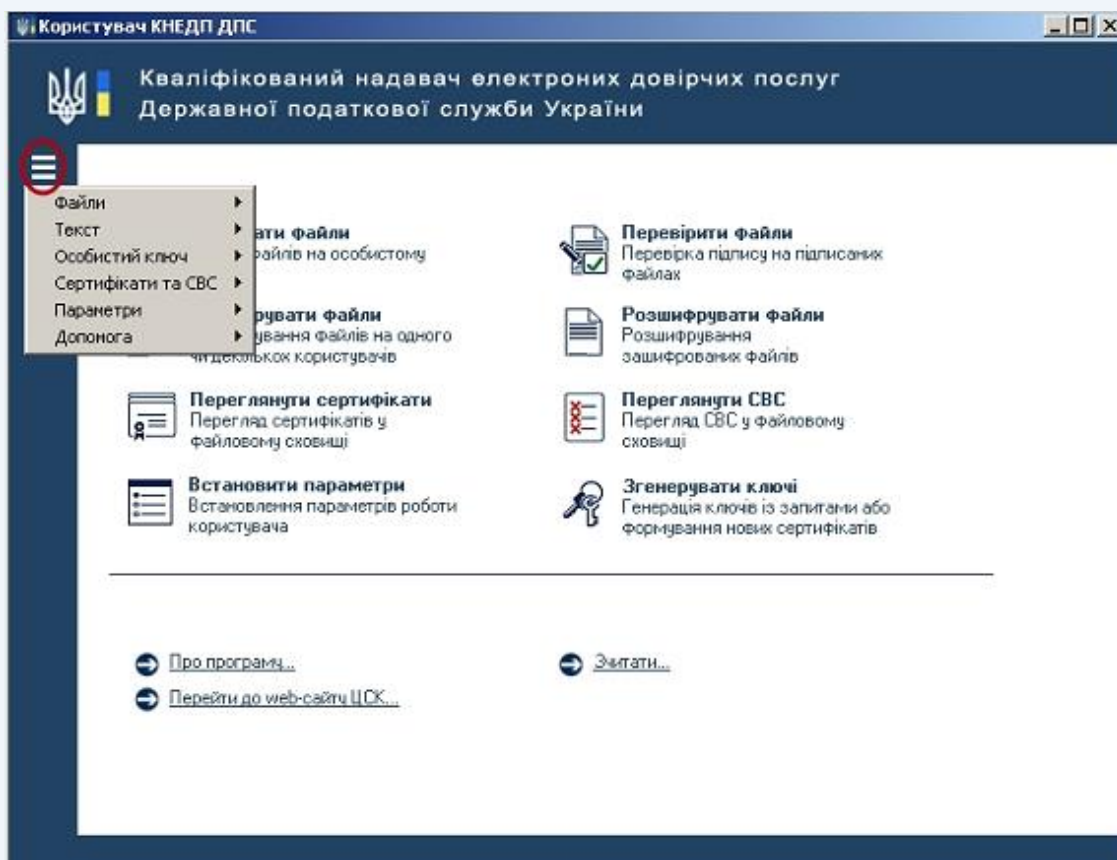 Користувач КНЕДП ДПС
Кваліфікований надавач електроних довірчих послуг
Державної податкової служби України
Файли
Текст
Особистий ключ
Сертифікати та СВС
Параметри
Допомога
файли
файлів на особистому
Перевірити файли
Перевірка підпису на підписаних
файлах
файли
файлів на одного
чи декількох користувачів
Розшифрувати файли
Розшифрування
зашифрованих файлів
Переглянути сертифікати
Перегляд сертифікатів у
файловому сховищі
Переглянути СВС
Перегляд СВС у файловому
сховищі
Встановити параметри
Встановлення параметрів роботи
користувача
Згенерувати ключі
Генерація ключів із запитами або
формування нових сертифікатів
Про програму...
Зчитати...
Перейти до web-сайту ЦСК...